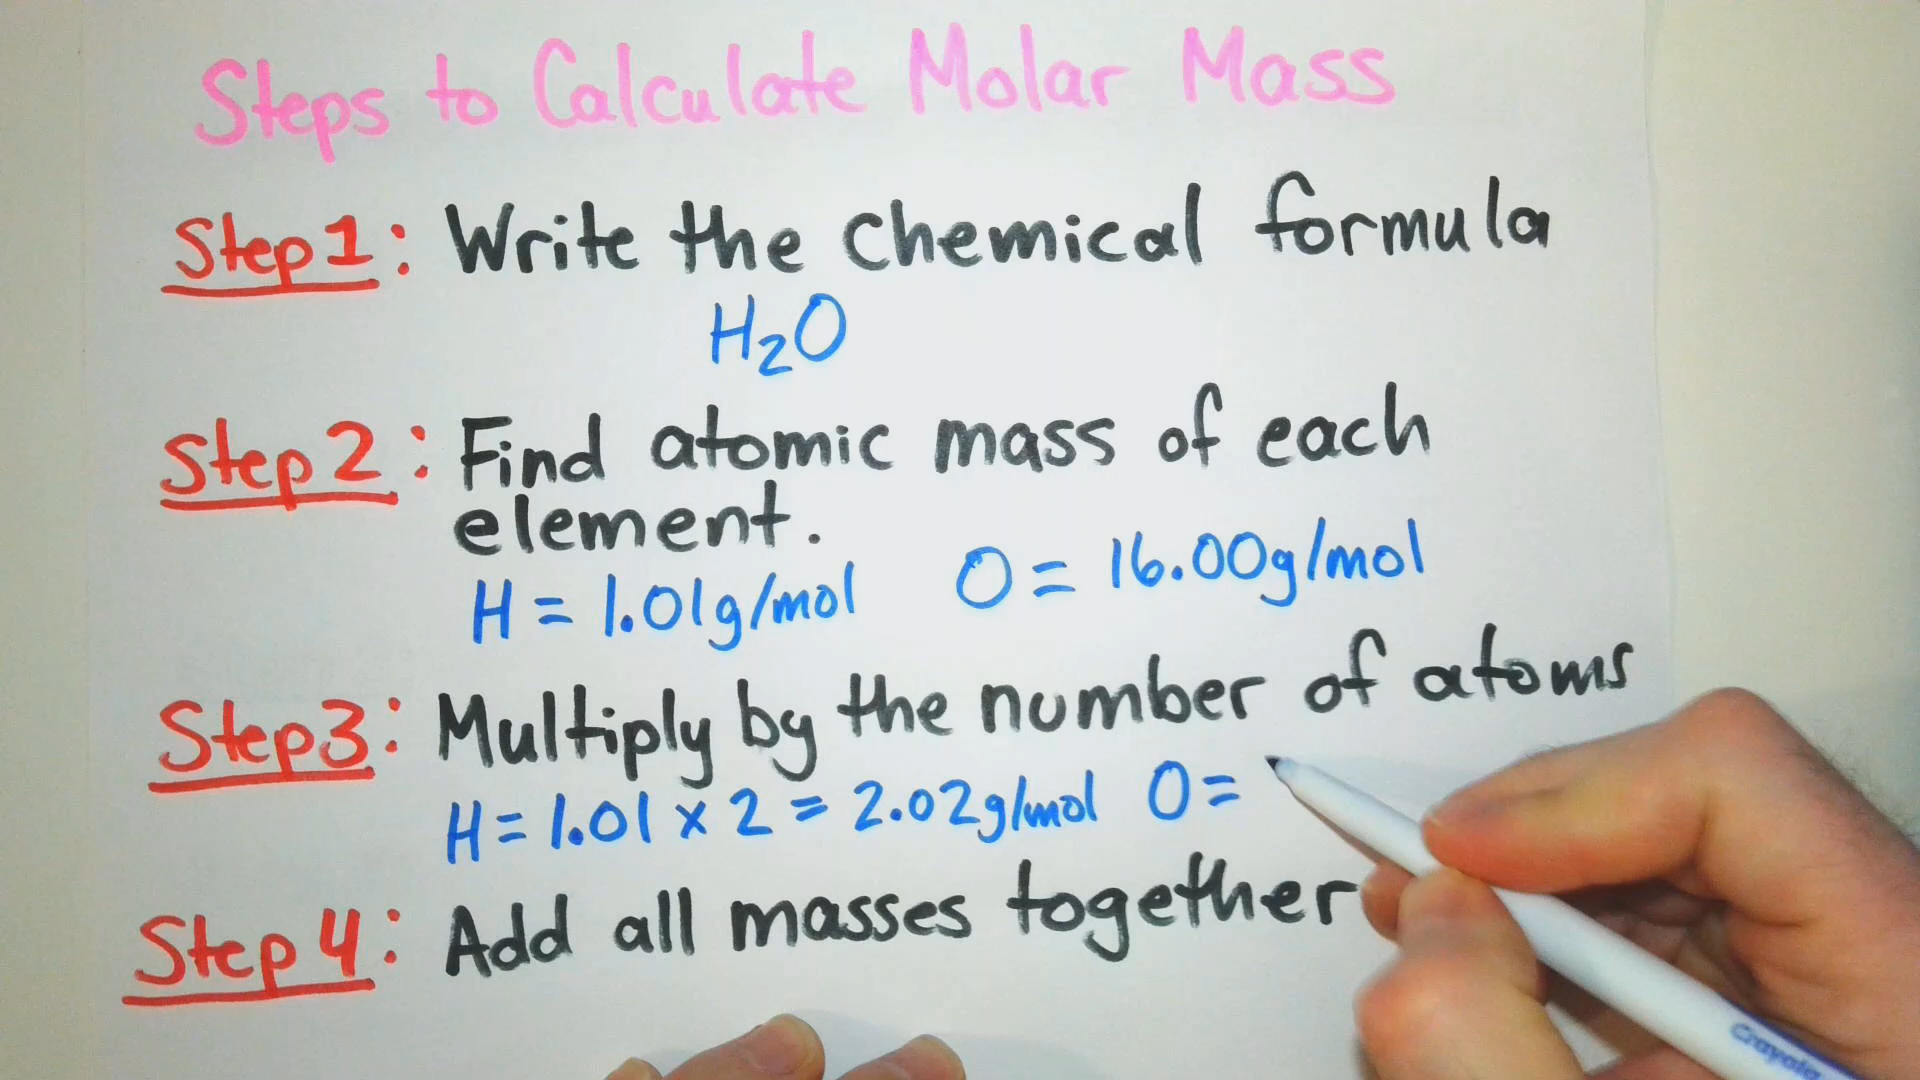 Steps to Calculate Molar Mass
Step 1: Write the chemical formula
H₂O
Step 2: Find atomic mass of each
element.
H = 1.01g/mol O = 16.00g/mol
Step 3: Multiply by the number of atoms
H = 1.01 x 2 = 2.02g/mol O =
Step 4: Add all masses together
Crayola